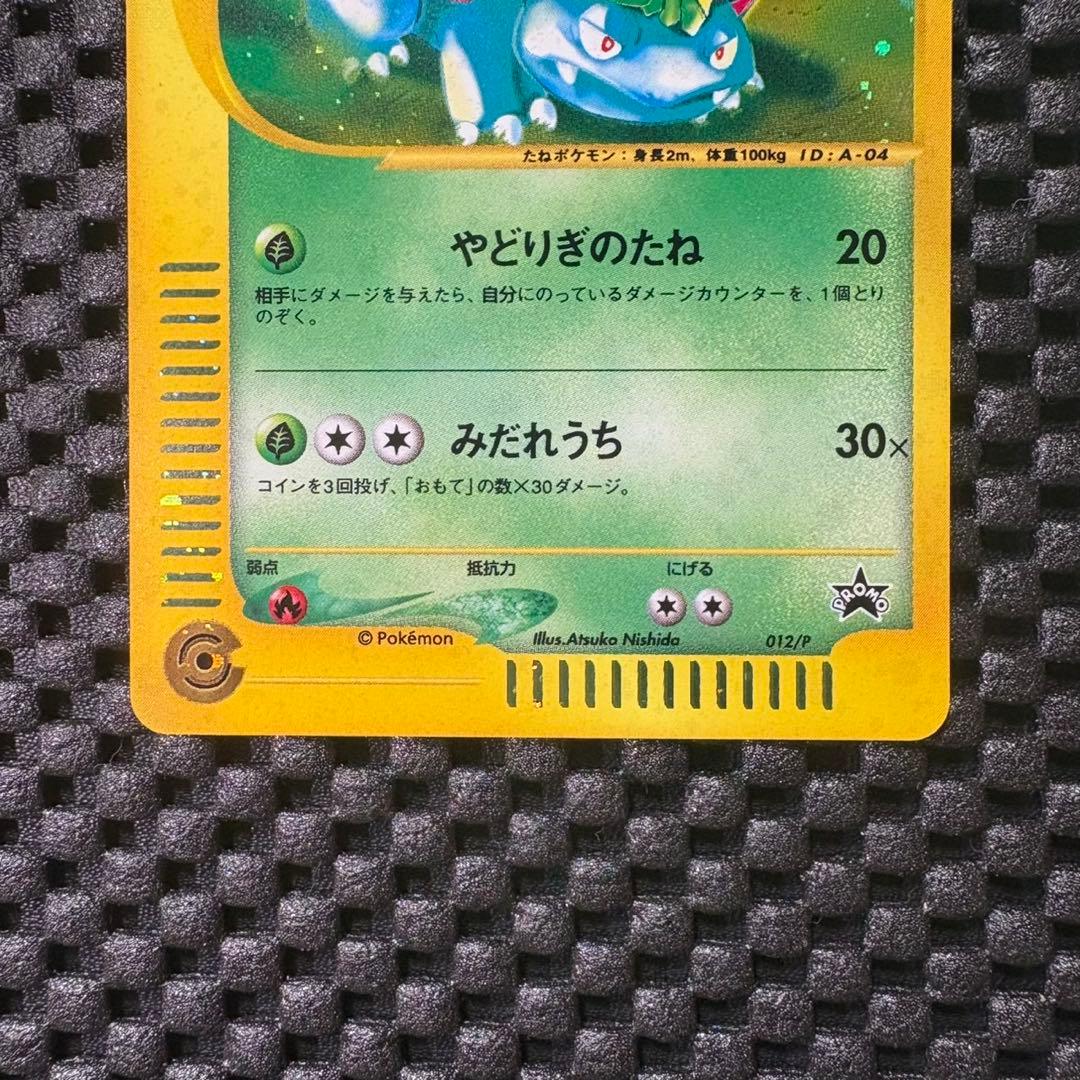 たねポケモン：身長2m、体重100kg ID:A-04
やどりぎのたね 20
相手にダメージを与えたら、自分にのっているダメージカウンターを、1個とり
のぞく。
みだれうち 30×
コインを3回投げ、「おもて」の数×30ダメージ。
弱点 抵抗力 にげる
PROMO
© Pokémon Illus.Atsuko Nishida 012/P